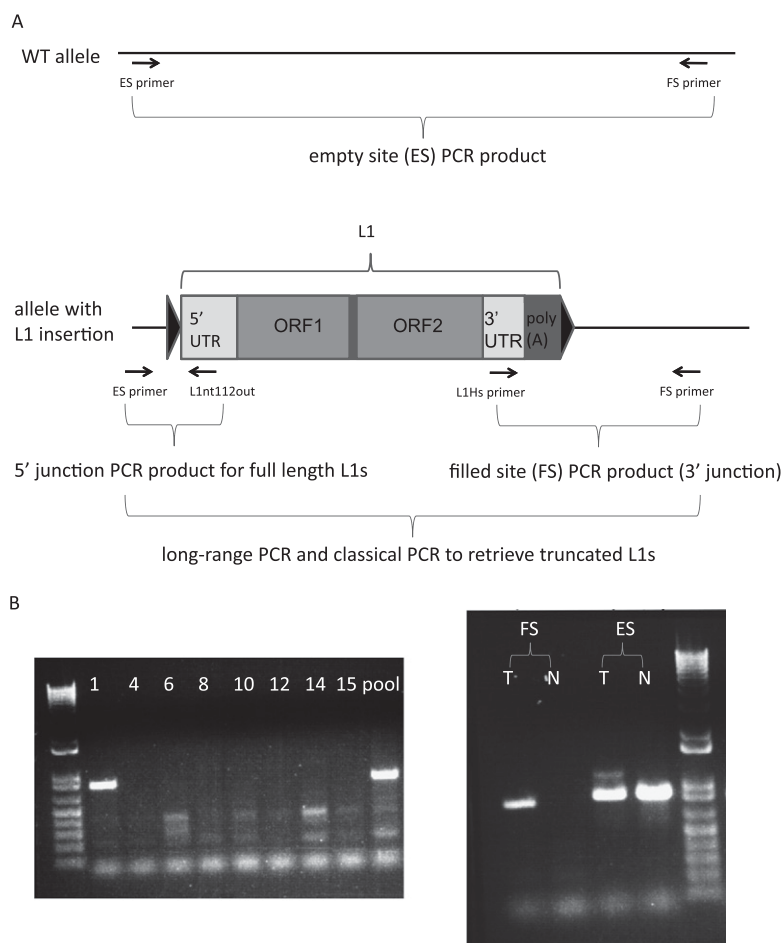 A
WT allele
ES primer
FS primer
empty site (ES) PCR product
L1
allele with
L1 insertion
5′
UTR
ORF1
ORF2
3′
UTR
poly
(A)
ES primer
L1nt112out
L1Hs primer
FS primer
5′ junction PCR product for full length L1s
filled site (FS) PCR product (3′ junction)
long-range PCR and classical PCR to retrieve truncated L1s
B
1 4 6 8 10 12 14 15 pool
FS ES
T N T N